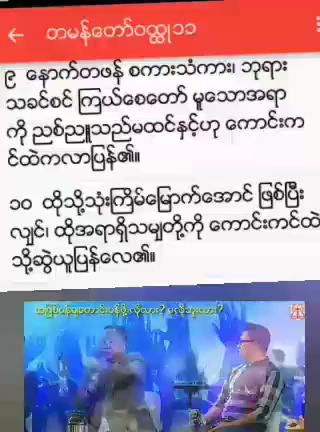 တမန်တော်ဝတ္ထု၁၁
၉ နောက်တဖန် စကားသံကား၊ ဘုရား
သခင်စင် ကြယ်စေတော် မူသောအရာ
ကို ညစ်ညူးသည်မထင်နှင့်ဟု ကောင်းက
င်ထဲကလာပြန်၏။
၁၀ ထိုသို့သုံးကြိမ်မြောက်အောင် ဖြစ်ပြီး
လျှင်၊ ထိုအရာရှိသမျှတို့ကို ကောင်းကင်ထဲ
သို့ဆွဲယူပြန်လေ၏။